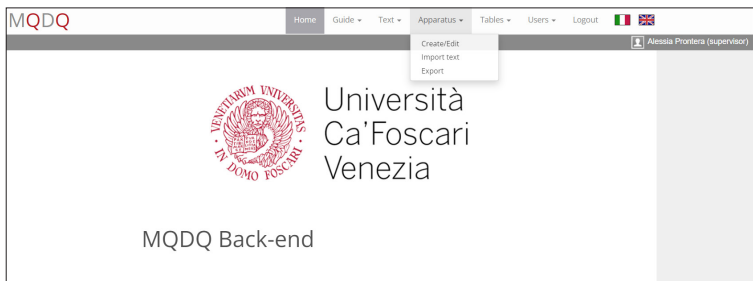 MQDQ
Home Guide Text Apparatus Tables Users Logout
Alessia Prontera (supervisor)
Create/Edit
Import text
Export
VENETIARVM VNIVERSITAS
IN DOMO FOSCARI
Università
Ca'Foscari
Venezia
MQDQ Back-end